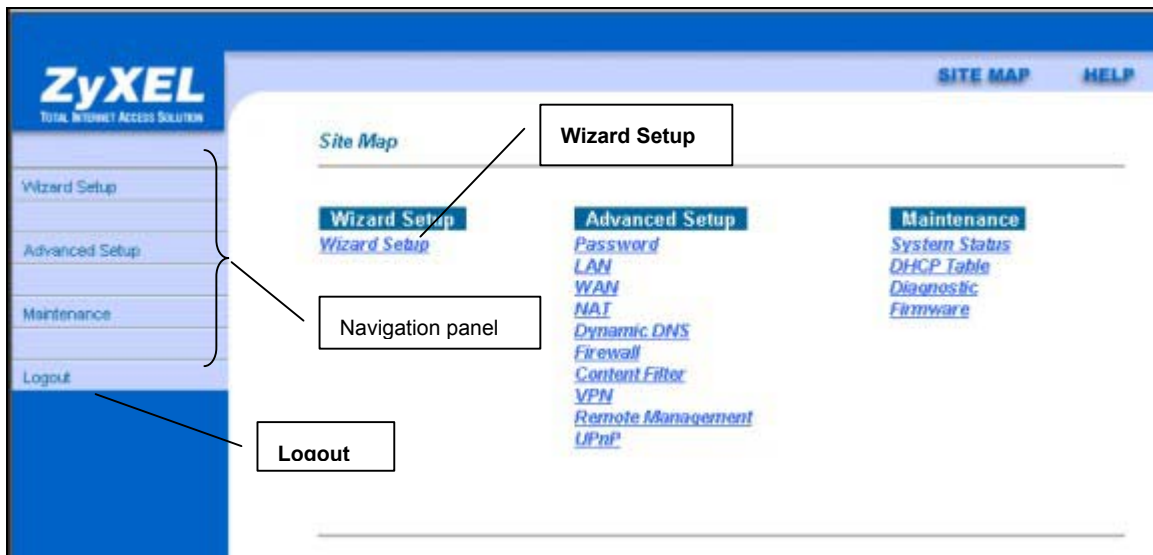 ZyXEL
TOTAL INTERNET ACCESS SOLUTION
SITE MAP HELP
Site Map
Wizard Setup
Wizard Setup
Advanced Setup
Maintenance
Logout
Navigation panel
Logout
Wizard Setup
Wizard Setup
Advanced Setup
Password
LAN
WAN
NAT
Dynamic DNS
Firewall
Content Filter
VPN
Remote Management
UPnP
Maintenance
System Status
DHCP Table
Diagnostic
Firmware